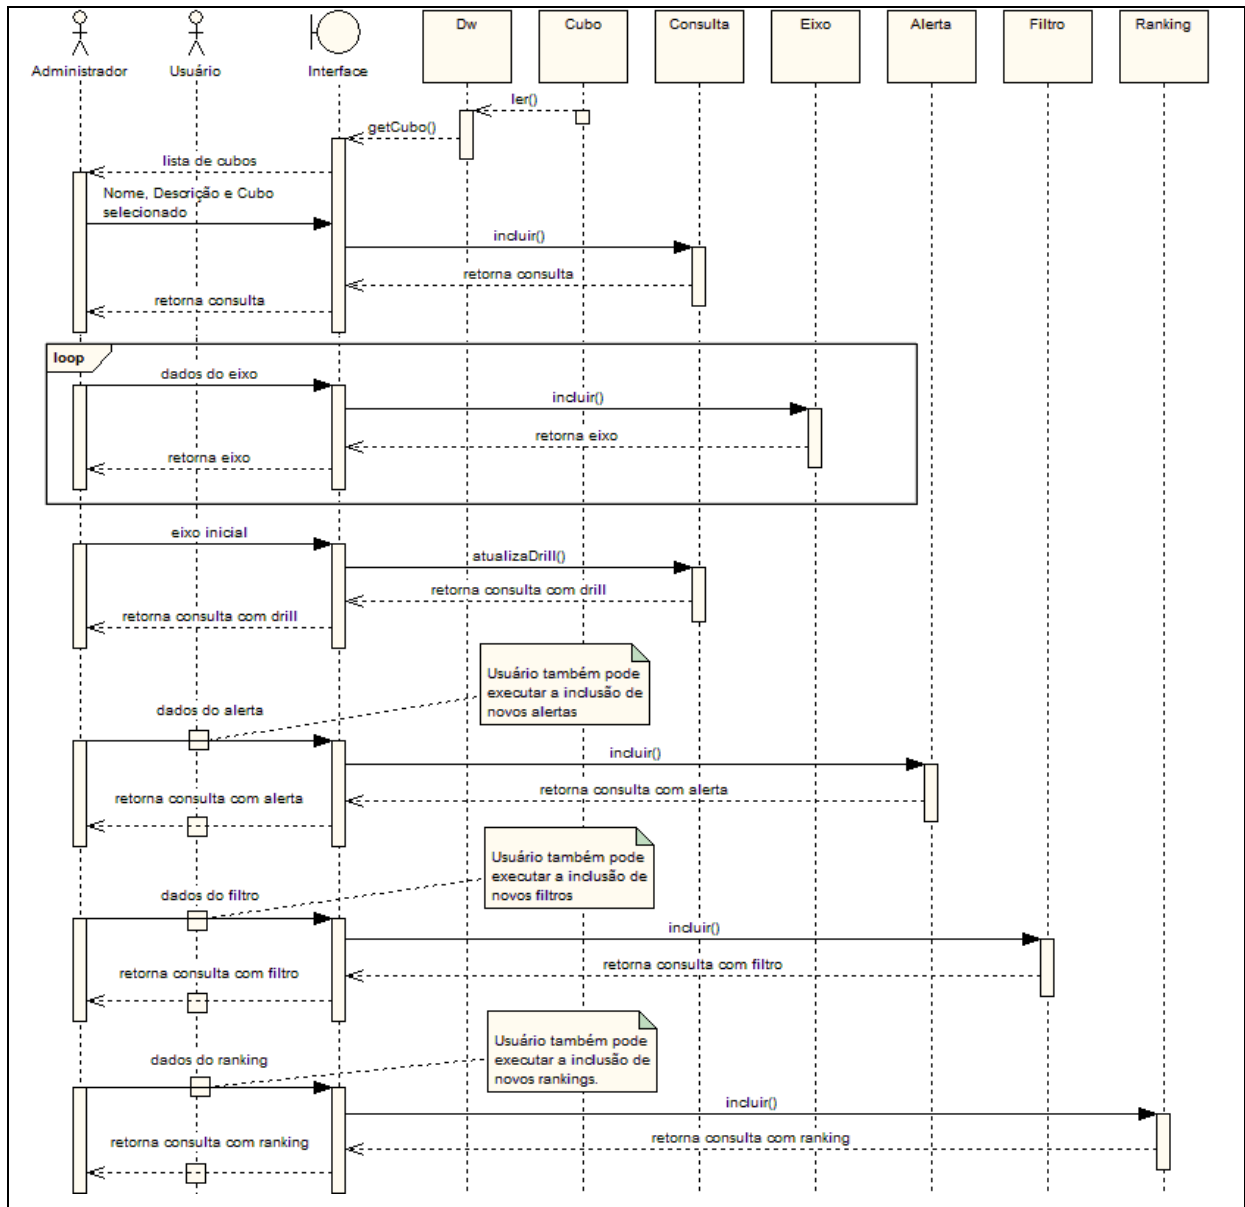 Dw
Cubo
Consulta
Eixo
Alerta
Filtro
Ranking
Administrador
Usuário
Interface
ler()
getCubo()
lista de cubos
Nome, Descrição e Cubo
selecionado
incluir()
retorna consulta
retorna consulta
loop
dados do eixo
incluir()
retorna eixo
retorna eixo
eixo inicial
atualizaDrill()
retorna consulta com drill
retorna consulta com drill
Usuário também pode
executar a inclusão de
novos alertas
dados do alerta
incluir()
retorna consulta com alerta
retorna consulta com alerta
Usuário também pode
executar a inclusão de
novos filtros
dados do filtro
incluir()
retorna consulta com filtro
retorna consulta com filtro
Usuário também pode
executar a inclusão de
novos rankings.
dados do ranking
incluir()
retorna consulta com ranking
retorna consulta com ranking